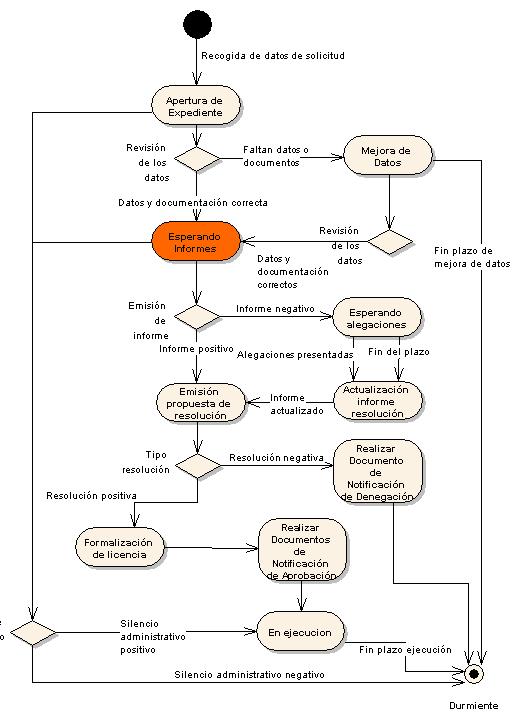 Recogida de datos de solicitud
Apertura de
Expediente
Revisión
de los
datos
Faltan datos o
documentos
Mejora de
Datos
Datos y documentación correcta
Esperando
Informes
Revisión
de los
datos
Datos y
documentación
correctos
Fin plazo de
mejora de datos
Emisión
de
informe
Informe negativo
Esperando
alegaciones
Informe positivo
Alegaciones presentadas
Fin del plazo
Emisión
propuesta de
resolución
Informe
actualizado
Actualización
informe
resolución
Tipo
resolución
Resolución negativa
Realizar
Documento
de
Notificación
de Denegación
Resolución positiva
Formalización
de licencia
Realizar
Documentos
de
Notificación
de Aprobación
Silencio
administrativo
positivo
En ejecucion
Fin plazo ejecución
Silencio administrativo negativo
Durmiente